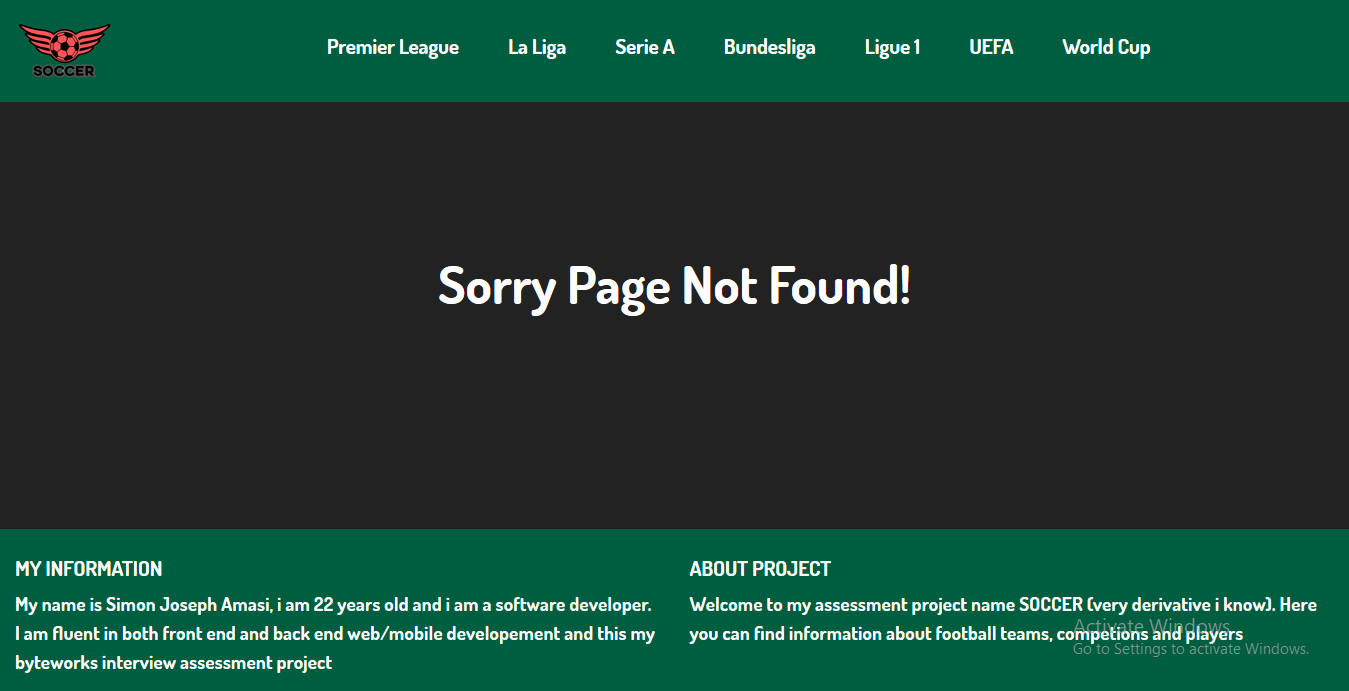 SOCCER
Premier League La Liga Serie A Bundesliga Ligue 1 UEFA World Cup
Sorry Page Not Found!
MY INFORMATION
My name is Simon Joseph Amasi, i am 22 years old and i am a software developer.
I am fluent in both front end and back end web/mobile developement and this my
byteworks interview assessment project
ABOUT PROJECT
Welcome to my assessment project name SOCCER (very derivative i know). Here
you can find information about football teams, competions and players
Activate Windows
Go to Settings to activate Windows.